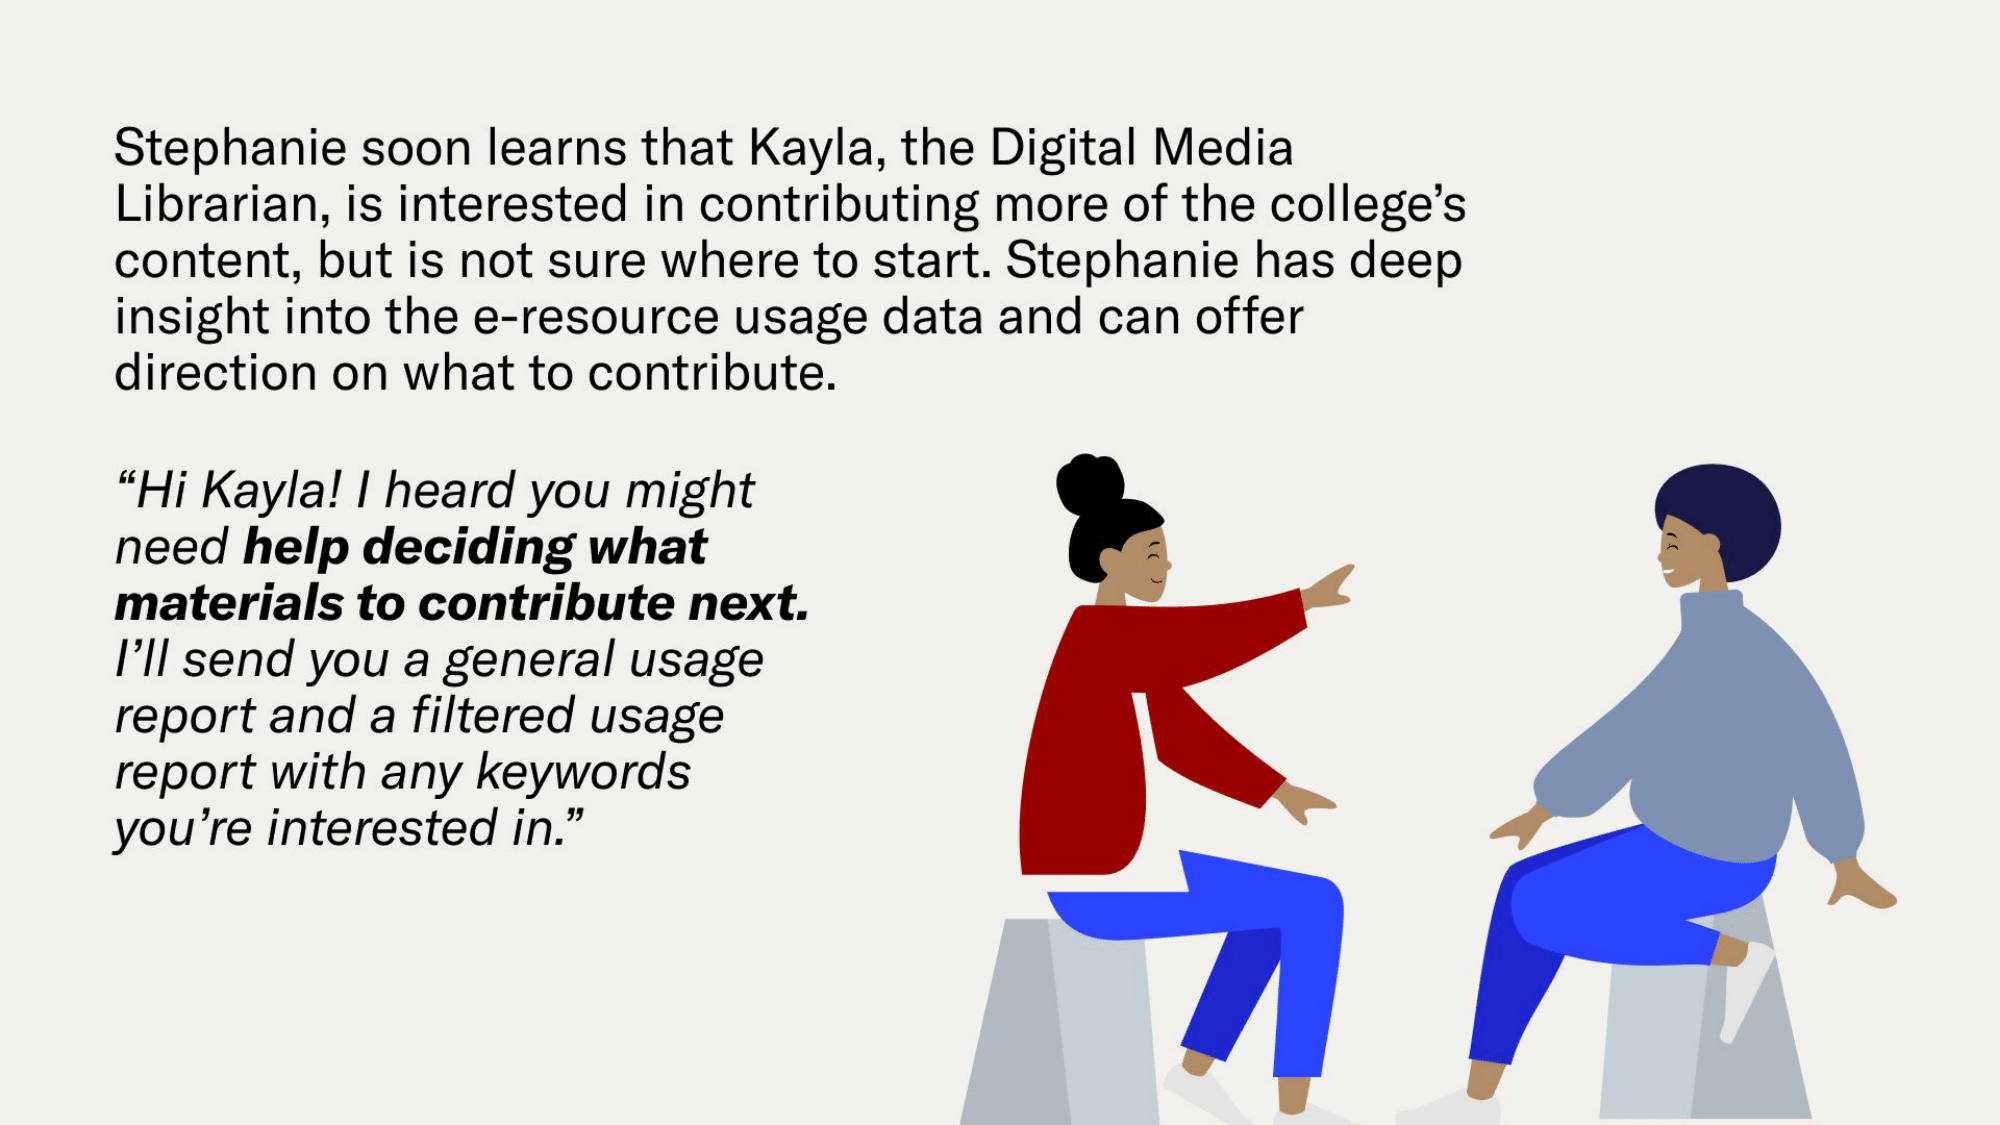 Stephanie soon learns that Kayla, the Digital Media
Librarian, is interested in contributing more of the college’s
content, but is not sure where to start. Stephanie has deep
insight into the e-resource usage data and can offer
direction on what to contribute.
“Hi Kayla! I heard you might
need help deciding what
materials to contribute next.
I’ll send you a general usage
report and a filtered usage
report with any keywords
you’re interested in.”